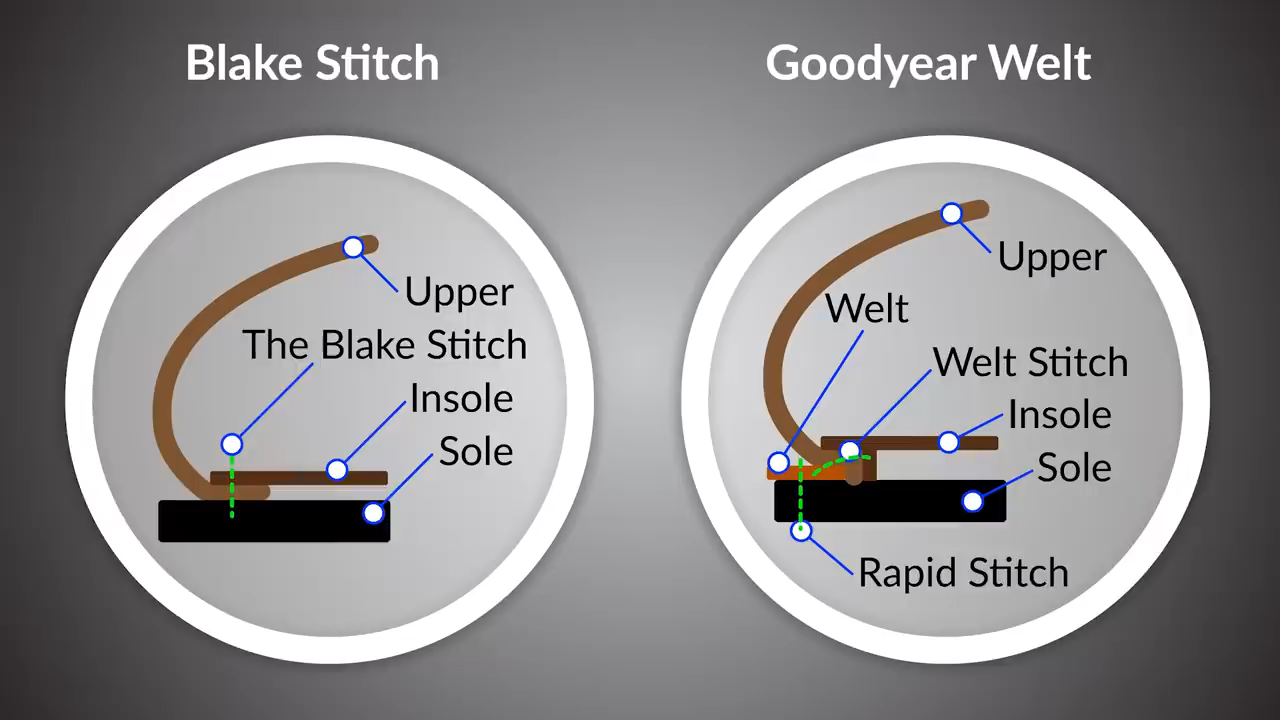 Blake Stitch
Upper
The Blake Stitch
Insole
Sole
Goodyear Welt
Upper
Welt
Welt Stitch
Insole
Sole
Rapid Stitch